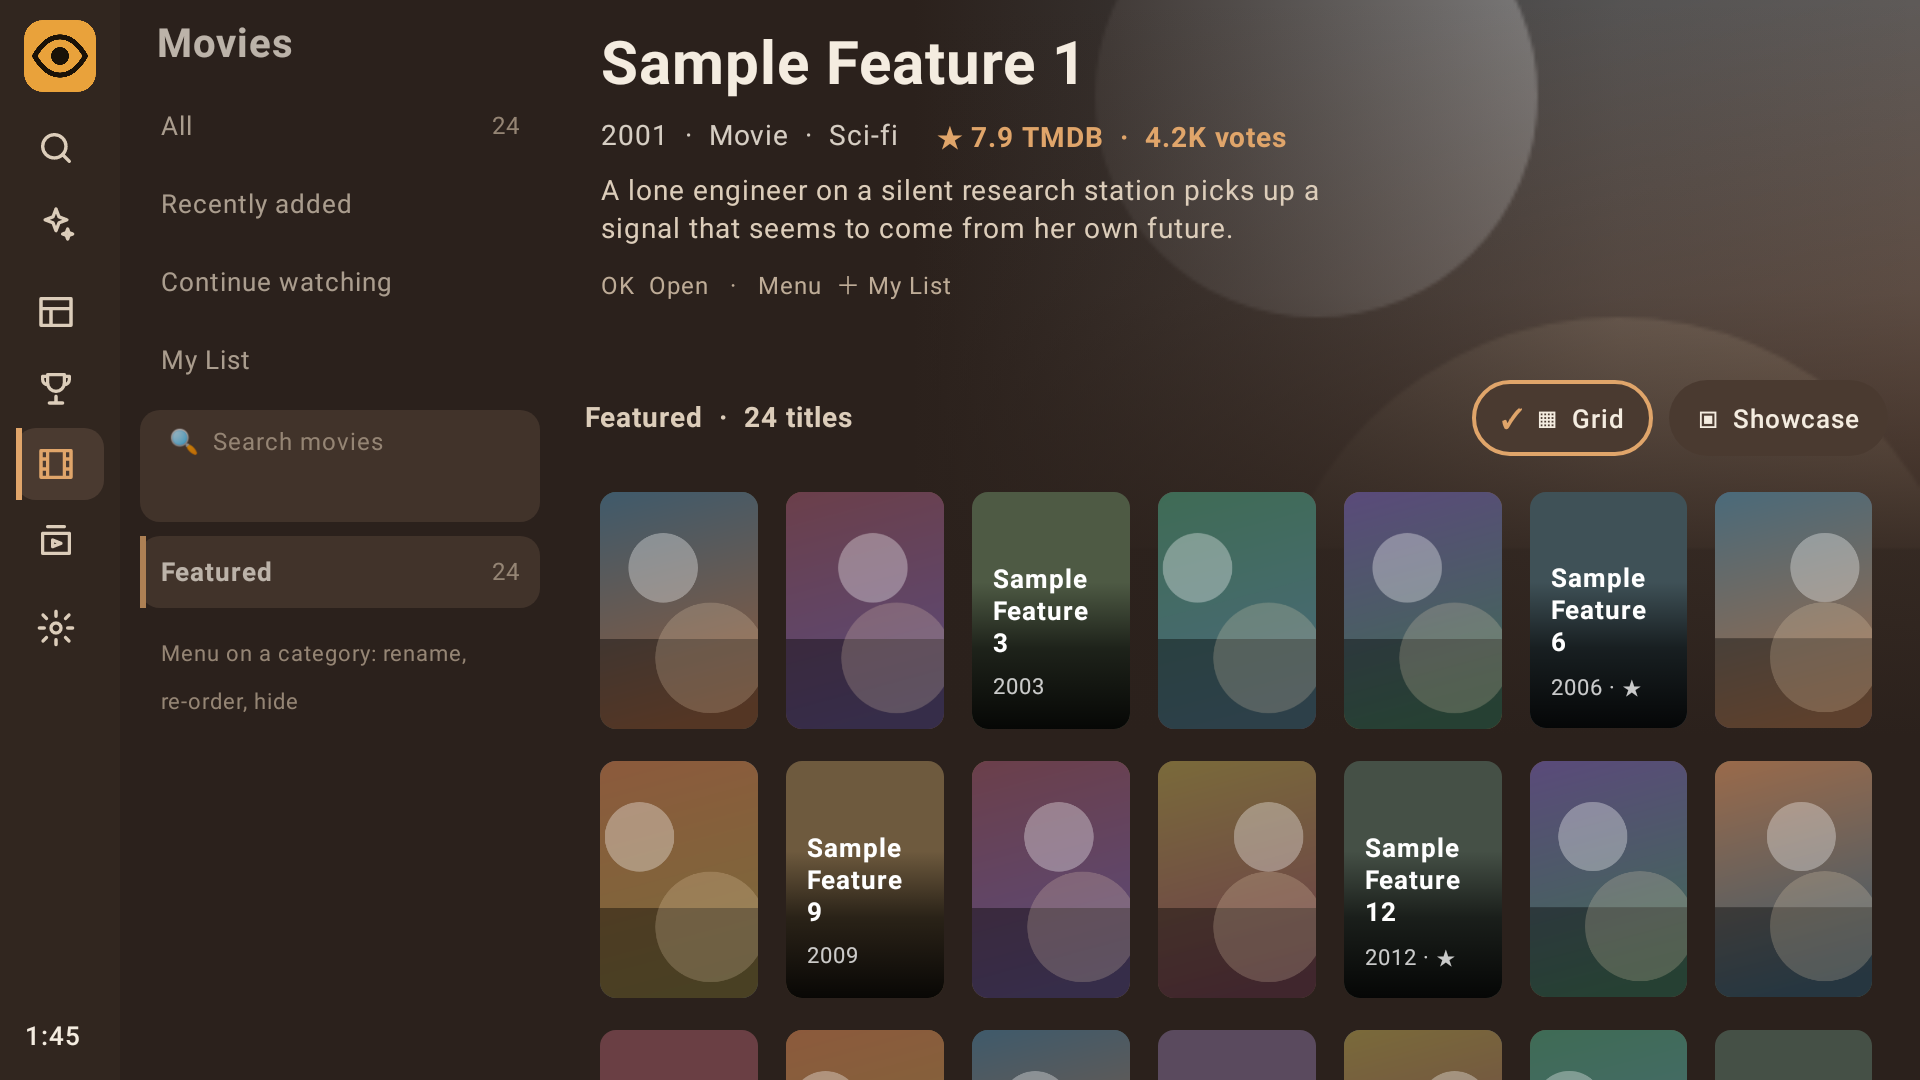 Movies
All 24
Recently added
Continue watching
My List
🔍 Search movies
Featured 24
Menu on a category: rename,
re-order, hide
1:45
Sample Feature 1
2001 · Movie · Sci-fi ★ 7.9 TMDB · 4.2K votes
A lone engineer on a silent research station picks up a
signal that seems to come from her own future.
OK Open · Menu + My List
Featured · 24 titles
✓ ▦ Grid
▣ Showcase
Sample
Feature
3
2003
Sample
Feature
6
2006 · ★
Sample
Feature
9
2009
Sample
Feature
12
2012 · ★